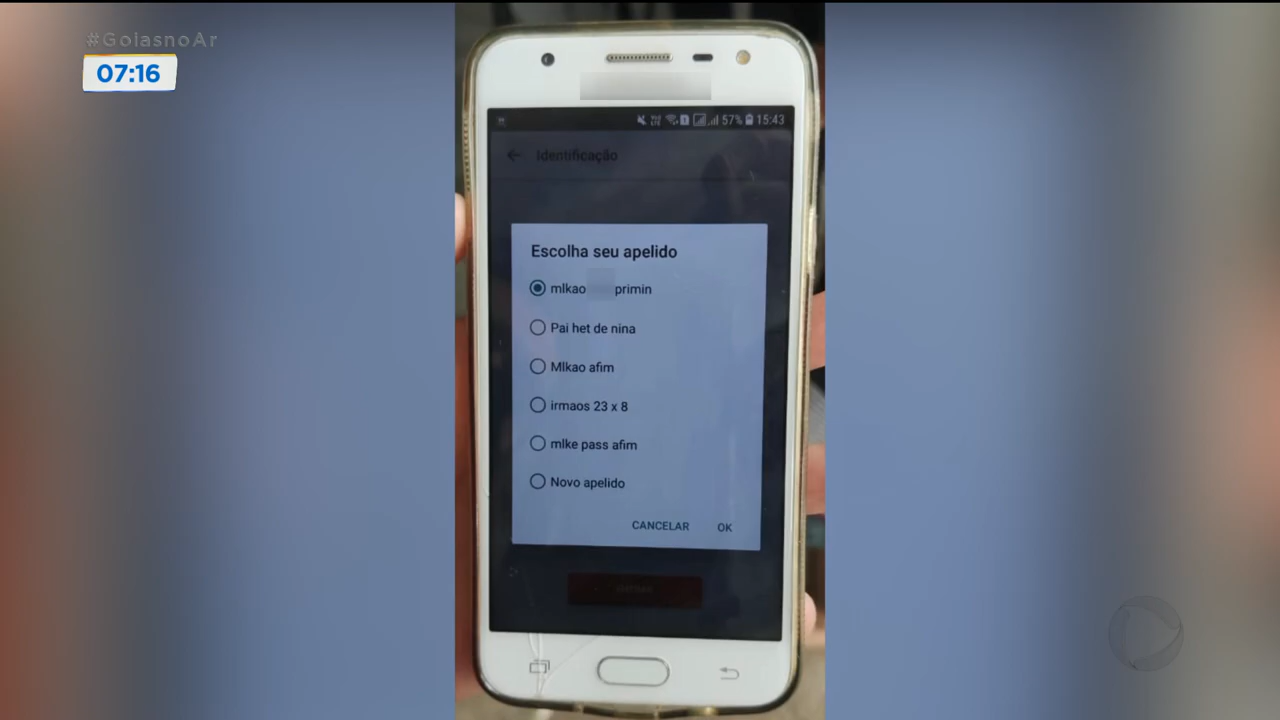 #GoiasnoAr
07:16
57% 15:43
Identificação
Escolha seu apelido
mlkao primin
Pai het de nina
Mlkao afim
irmaos 23 x 8
mlke pass afim
Novo apelido
CANCELAR OK